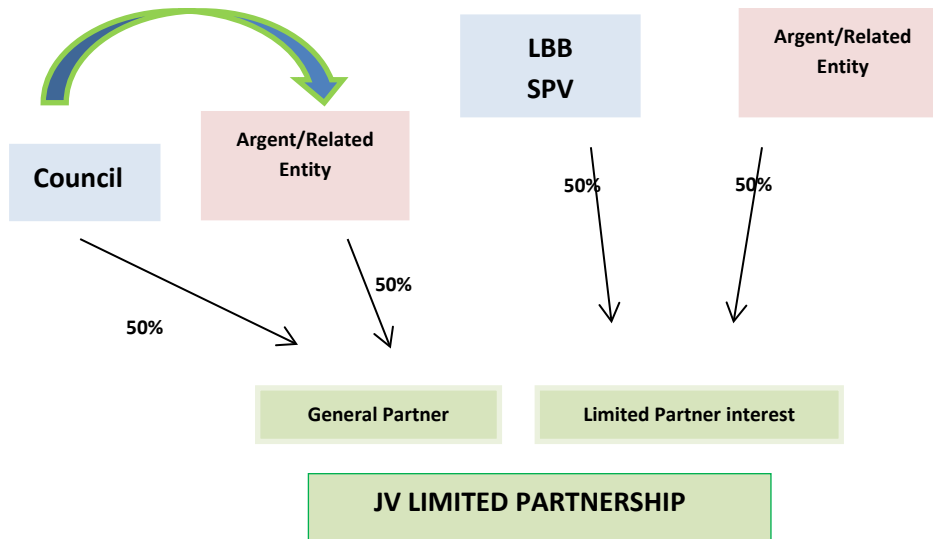 LBB
SPV
Argent/Related
Entity
Council
Argent/Related
Entity
50%
50%
50%
50%
General Partner
Limited Partner interest
JV LIMITED PARTNERSHIP